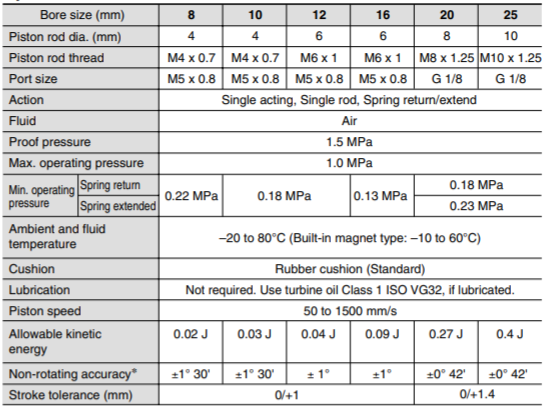 Bore size (mm) 8 10 12 16 20 25
Piston rod dia. (mm) 4 4 6 6 8 10
Piston rod thread M4 x 0.7 M4 x 0.7 M6 x 1 M6 x 1 M8 x 1.25 M10 x 1.25
Port size M5 x 0.8 M5 x 0.8 M5 x 0.8 M5 x 0.8 G 1/8 G 1/8
Action Single acting, Single rod, Spring return/extend
Fluid Air
Proof pressure 1.5 MPa
Max. operating pressure 1.0 MPa
Min. operating pressure Spring return 0.22 MPa 0.18 MPa 0.13 MPa 0.18 MPa
Spring extended 0.23 MPa
Ambient and fluid
temperature –20 to 80°C (Built-in magnet type: –10 to 60°C)
Cushion Rubber cushion (Standard)
Lubrication Not required. Use turbine oil Class 1 ISO VG32, if lubricated.
Piston speed 50 to 1500 mm/s
Allowable kinetic 0.02 J 0.03 J 0.04 J 0.09 J 0.27 J 0.4 J
energy
Non-rotating accuracy* ±1° 30' ±1° 30' ± 1° ±1° ±0° 42' ±0° 42'
Stroke tolerance (mm) 0/+1 0/+1.4